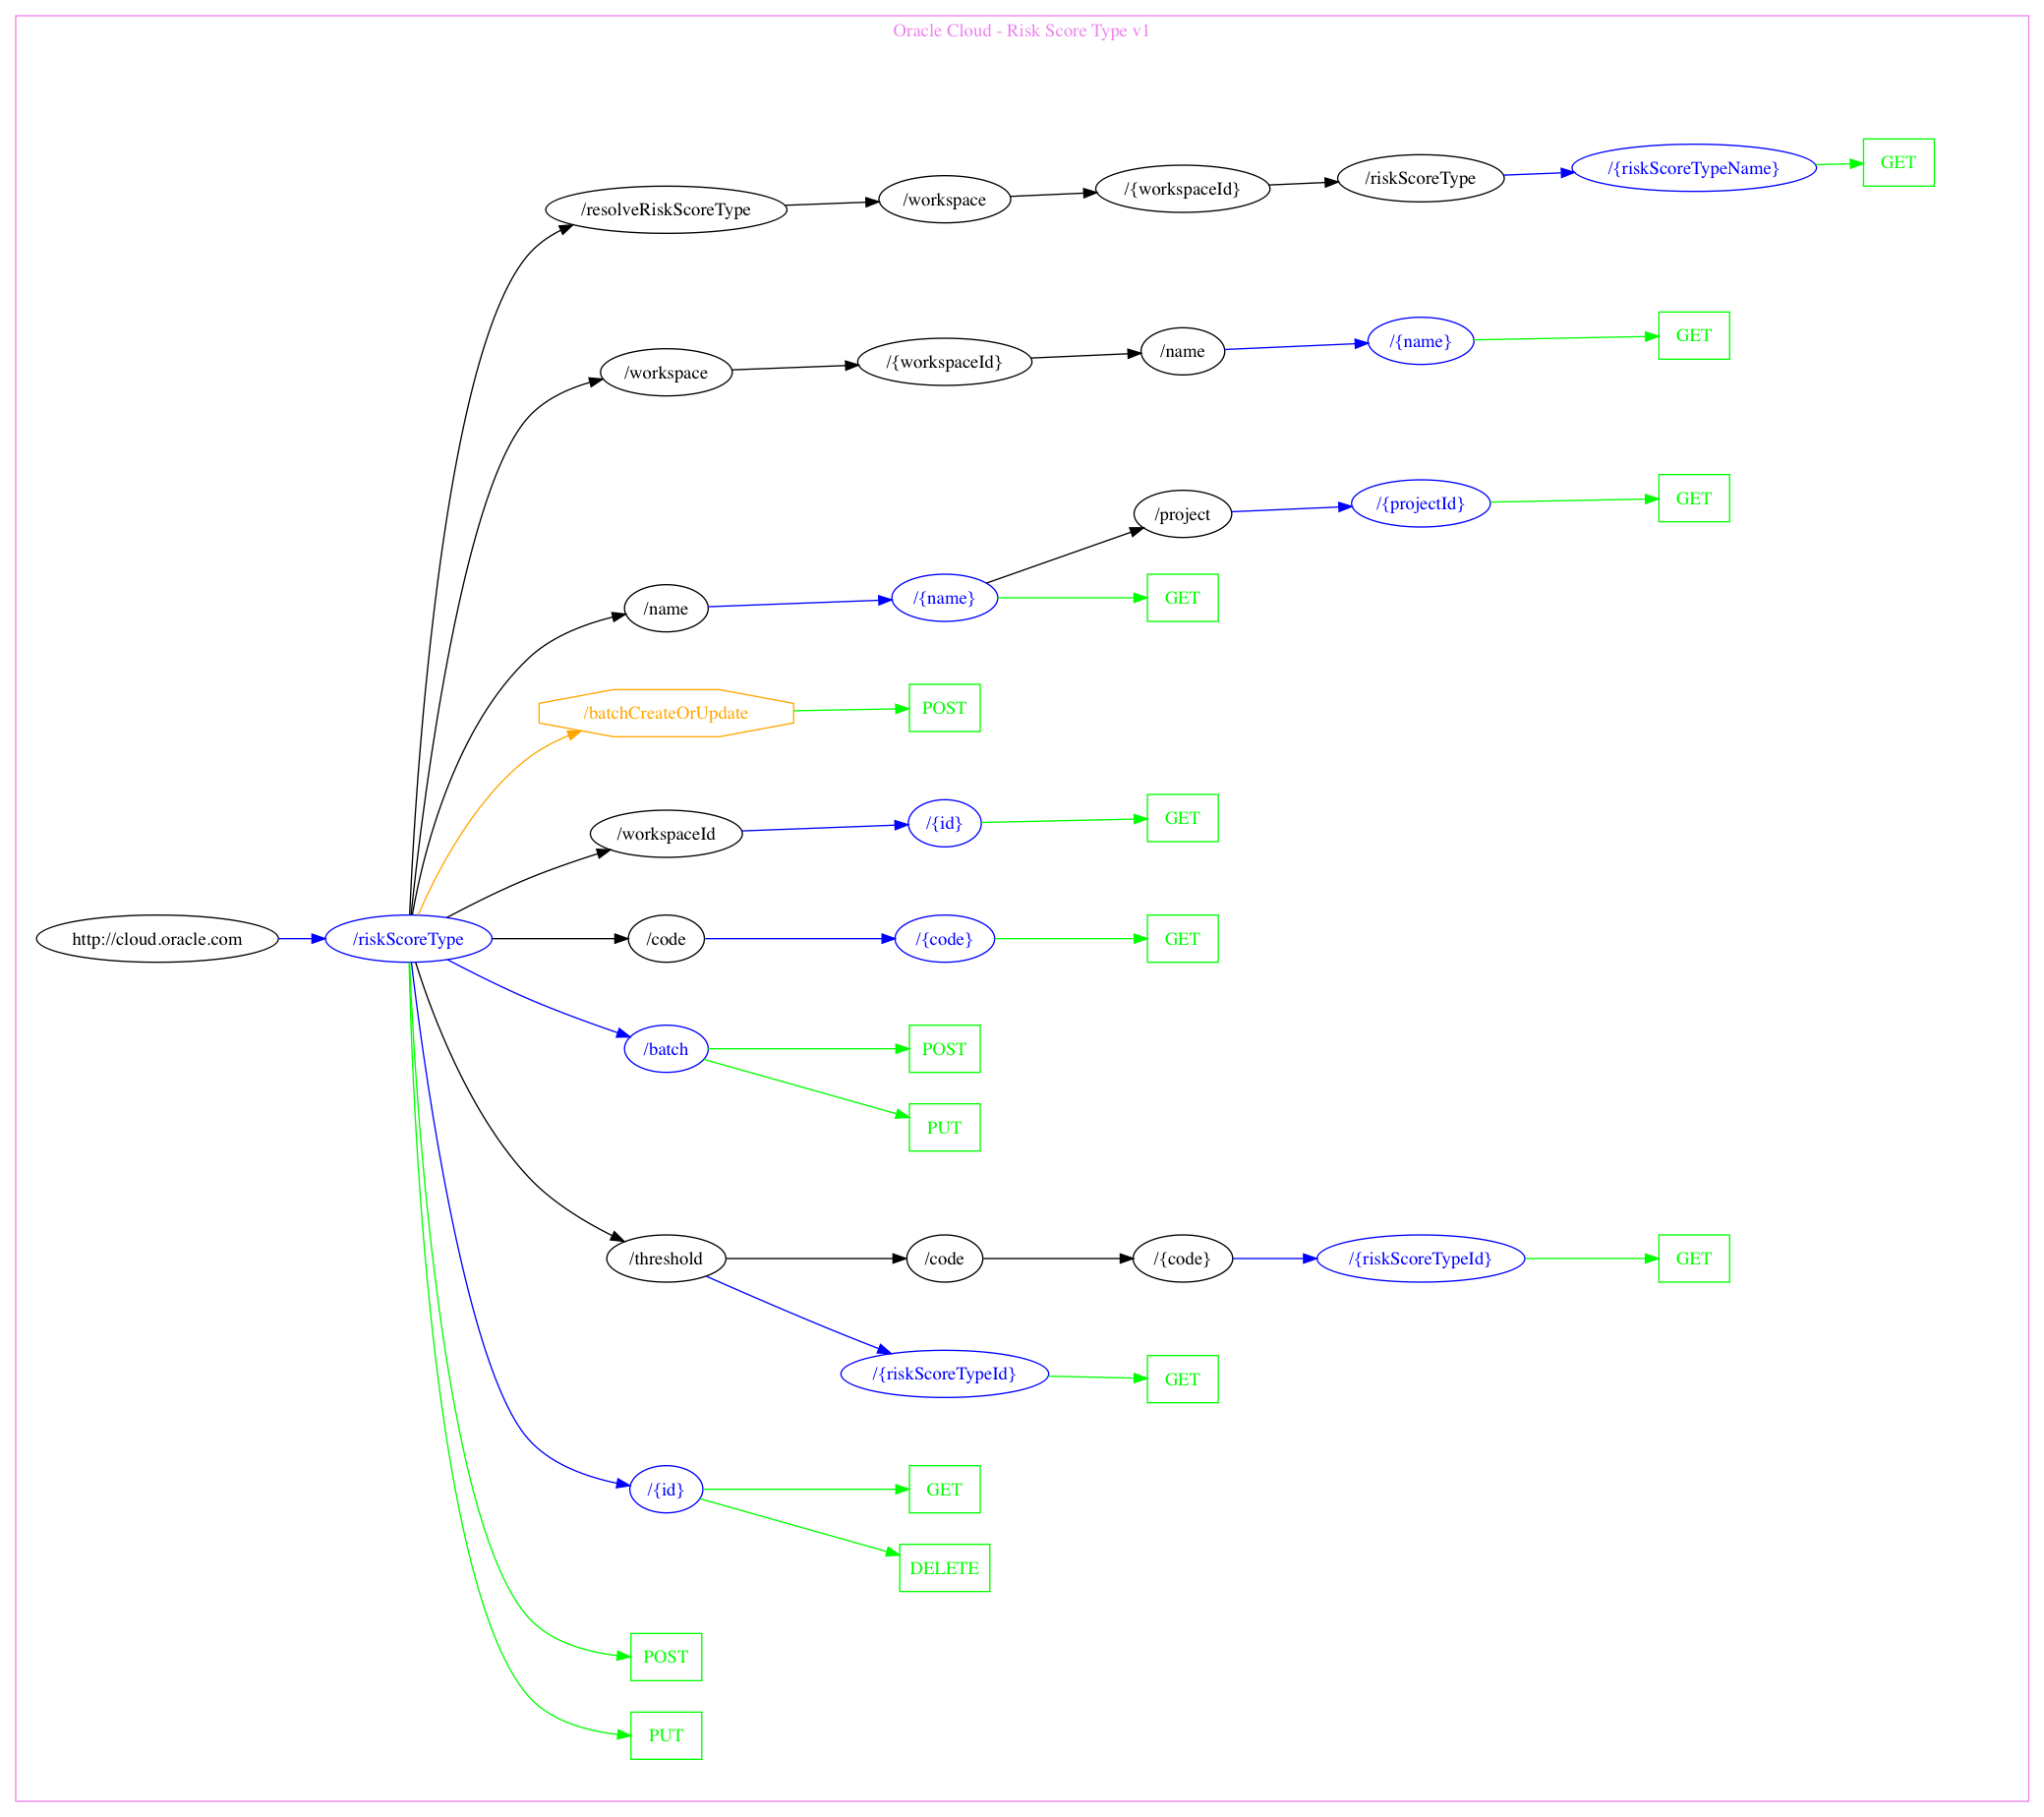 Oracle Cloud - Risk Score Type v1
/resolveRiskScoreType
/workspace
/{workspaceId}
/riskScoreType
/{riskScoreTypeName}
GET
/workspace
/{workspaceId}
/name
/{name}
GET
/project
/{projectId}
GET
/name
/{name}
GET
/batchCreateOrUpdate
POST
/workspaceId
/{id}
GET
http://cloud.oracle.com
/riskScoreType
/code
/{code}
GET
/batch
POST
PUT
/threshold
/code
/{code}
/{riskScoreTypeId}
GET
/{riskScoreTypeId}
GET
/{id}
GET
DELETE
POST
PUT